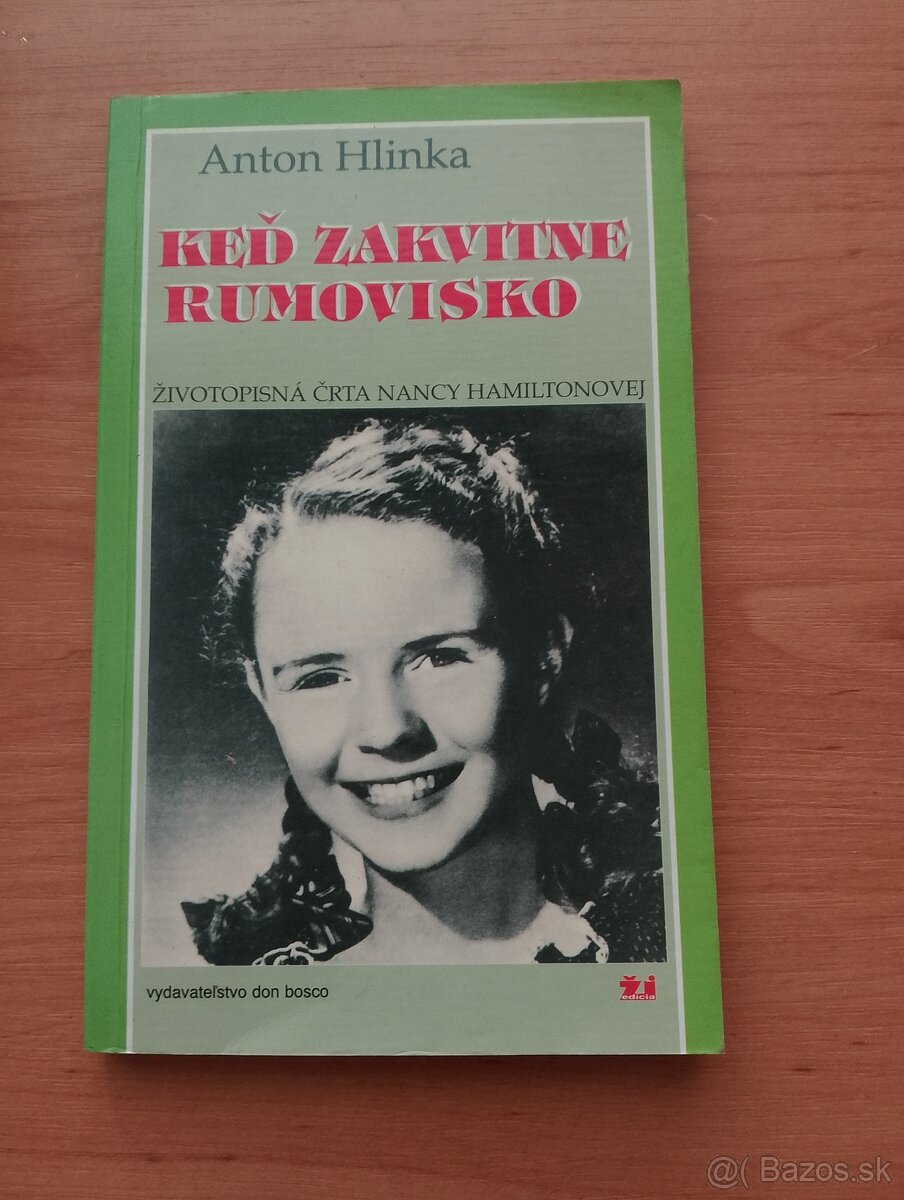 Anton Hlinka
KEĎ ZAKVITNE
RUMOVISKO
ŽIVOTOPISNÁ ČRTA NANCY HAMILTONOVEJ
vydavateľstvo don bosco
ŽI
edícia
@( Bazos.sk